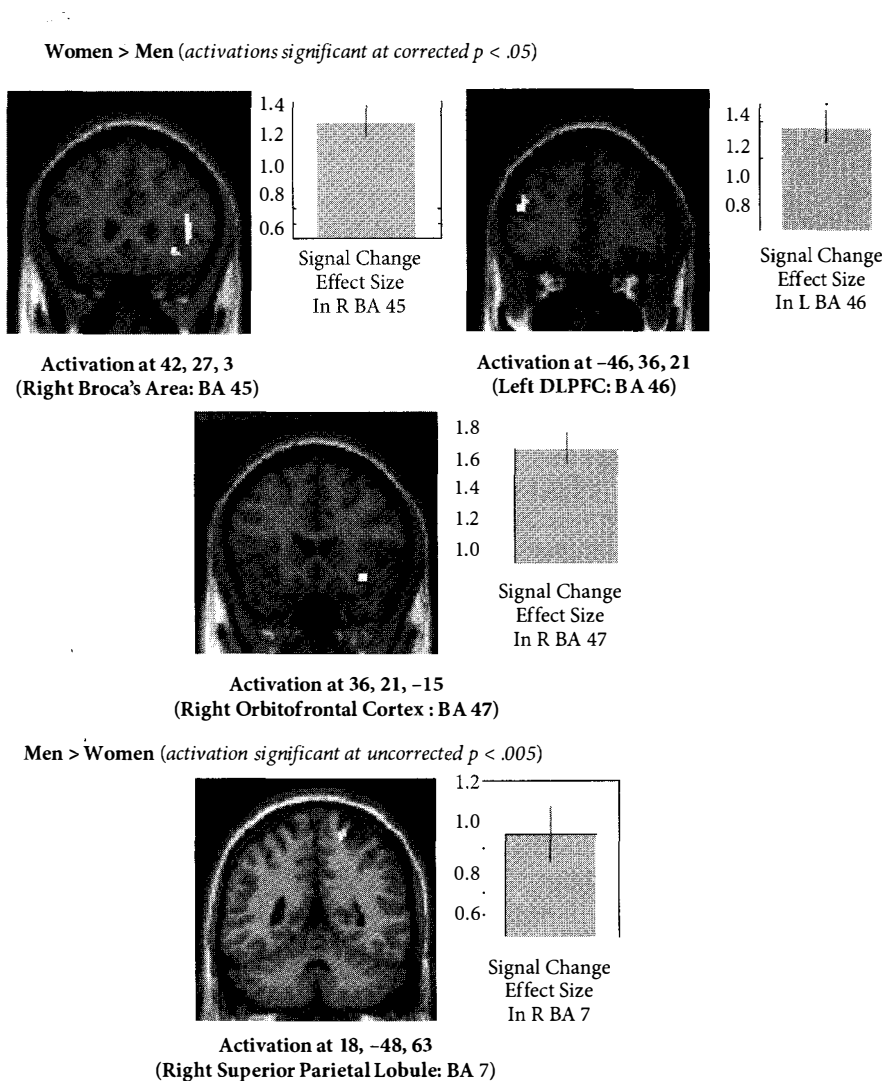 Women > Men (activations significant at corrected p < .05)
1.4
1.2
1.0
0.8
0.6
Signal Change
Effect Size
In R BA 45
1.4
1.2
1.0
0.8
Signal Change
Effect Size
In L BA 46
Activation at 42, 27, 3
(Right Broca's Area: BA 45)
Activation at –46, 36, 21
(Left DLPFC: BA 46)
1.8
1.6
1.4
1.2
1.0
Signal Change
Effect Size
In R BA 47
Activation at 36, 21, –15
(Right Orbitofrontal Cortex : BA 47)
Men > Women (activation significant at uncorrected p < .005)
1.2
1.0
0.8
0.6
Signal Change
Effect Size
In R BA 7
Activation at 18, –48, 63
(Right Superior Parietal Lobule: BA 7)